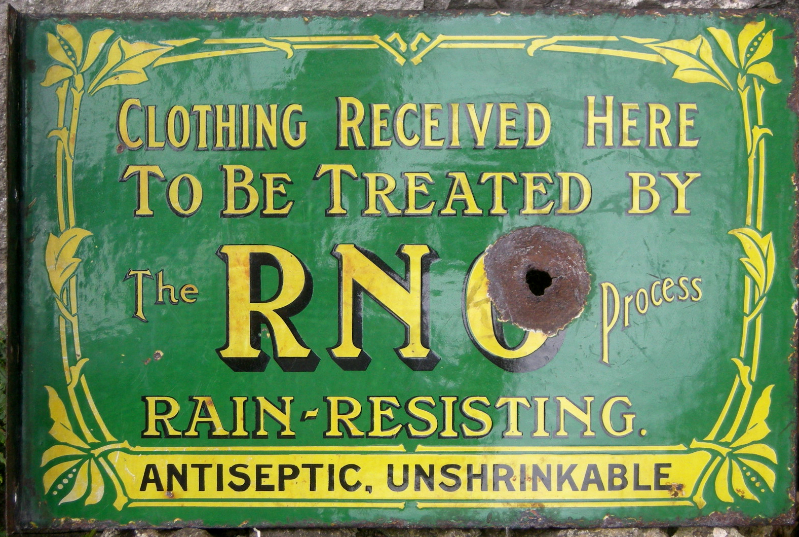 CLOTHING RECEIVED HERE
TO BE TREATED BY
The RNO Process
RAIN-RESISTING.
ANTISEPTIC, UNSHRINKABLE